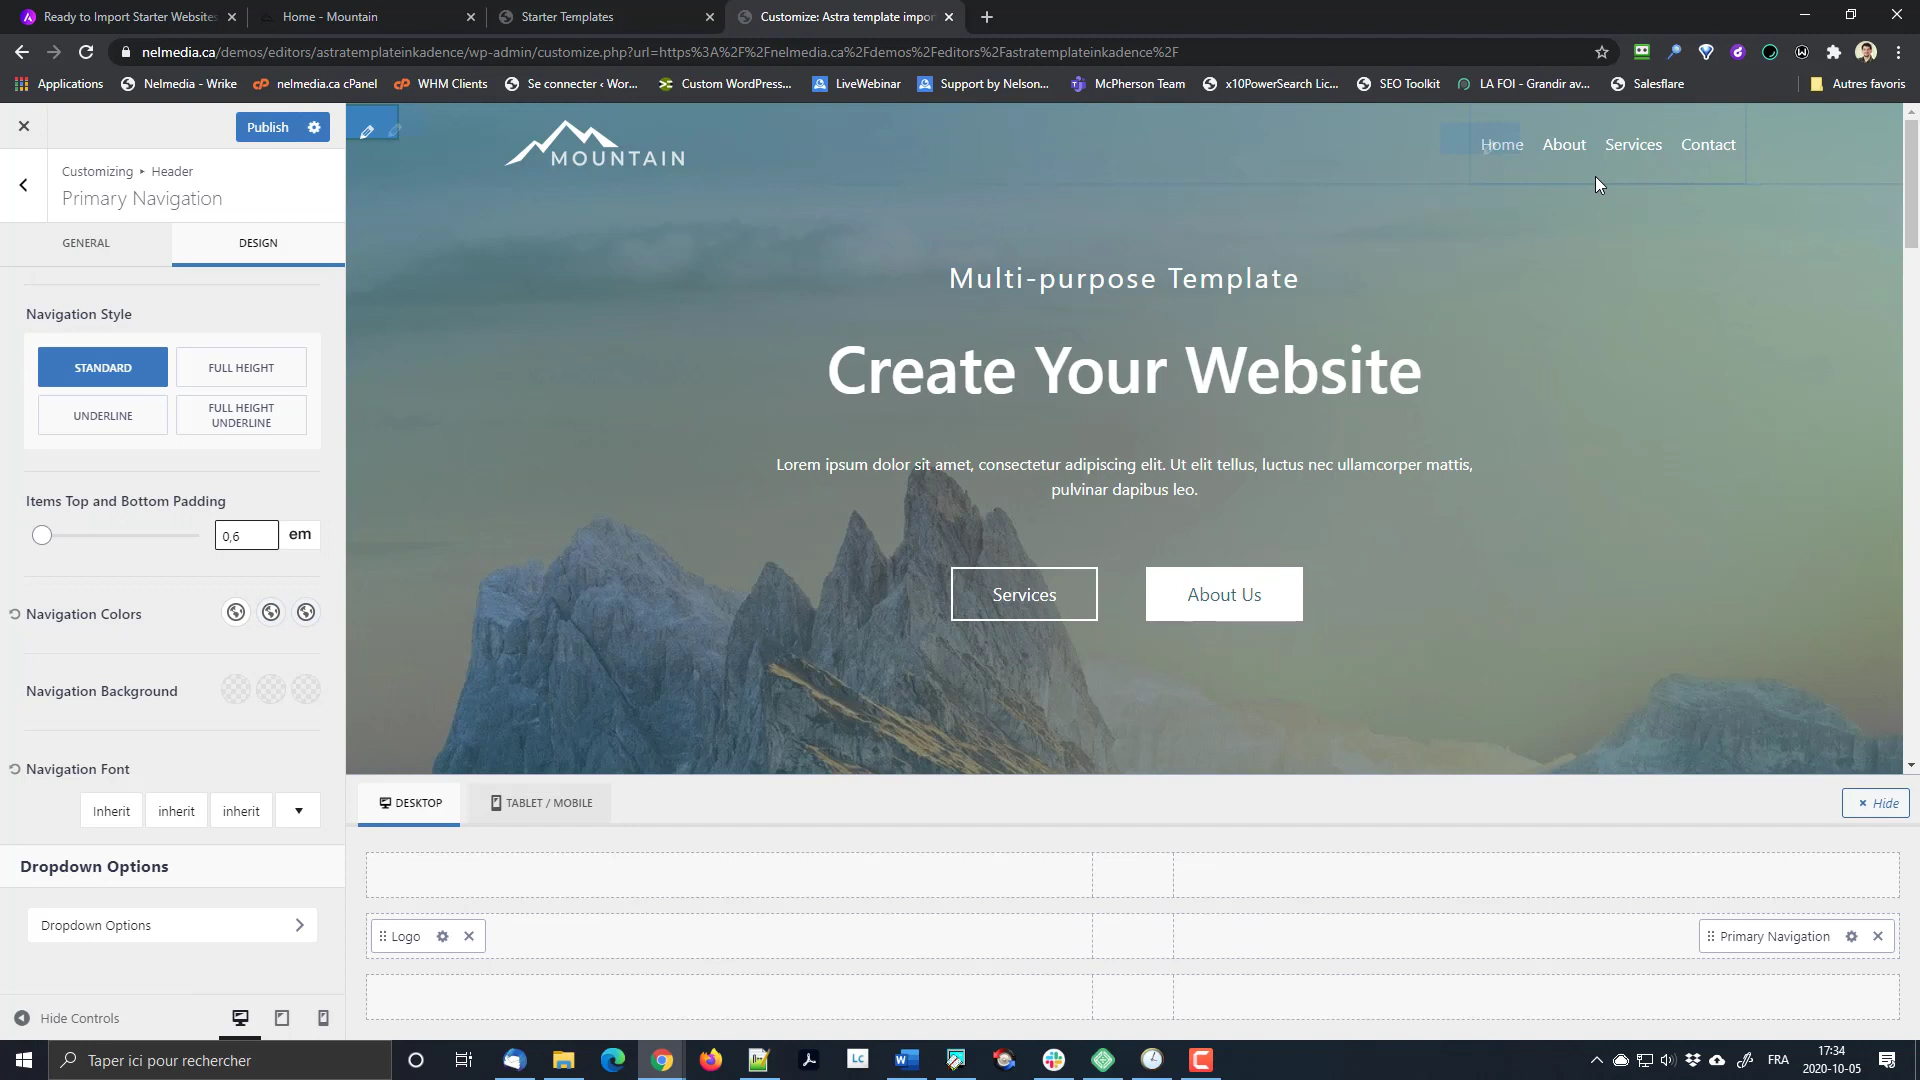 Ready to Import Starter Websites
Home - Mountain
Starter Templates
Customize: Astra template impor
nelmedia.ca/demos/editors/astratemplateinkadence/wp-admin/customize.php?url=https%3A%2F%2Fnelmedia.ca%2Fdemos%2Feditors%2Fastratemplateinkadence%2F
Applications
Nelmedia - Wrike
nelmedia.ca cPanel
WHM Clients
Se connecter ‹ Wor...
Custom WordPress...
LiveWebinar
Support by Nelson...
McPherson Team
x10PowerSearch Lic...
SEO Toolkit
LA FOI - Grandir av...
Salesflare
Autres favoris
Publish
Customizing ▸ Header
Primary Navigation
GENERAL
DESIGN
Navigation Style
STANDARD
FULL HEIGHT
UNDERLINE
FULL HEIGHT
UNDERLINE
Items Top and Bottom Padding
0,6
em
Navigation Colors
Navigation Background
Navigation Font
Inherit
inherit
inherit
Dropdown Options
Dropdown Options
Hide Controls
MOUNTAIN
Home
About
Services
Contact
Multi-purpose Template
Create Your Website
Lorem ipsum dolor sit amet, consectetur adipiscing elit. Ut elit tellus, luctus nec ullamcorper mattis,
pulvinar dapibus leo.
Services
About Us
DESKTOP
TABLET / MOBILE
× Hide
Logo
Primary Navigation
Taper ici pour rechercher
LC
FRA
17:34
2020-10-05